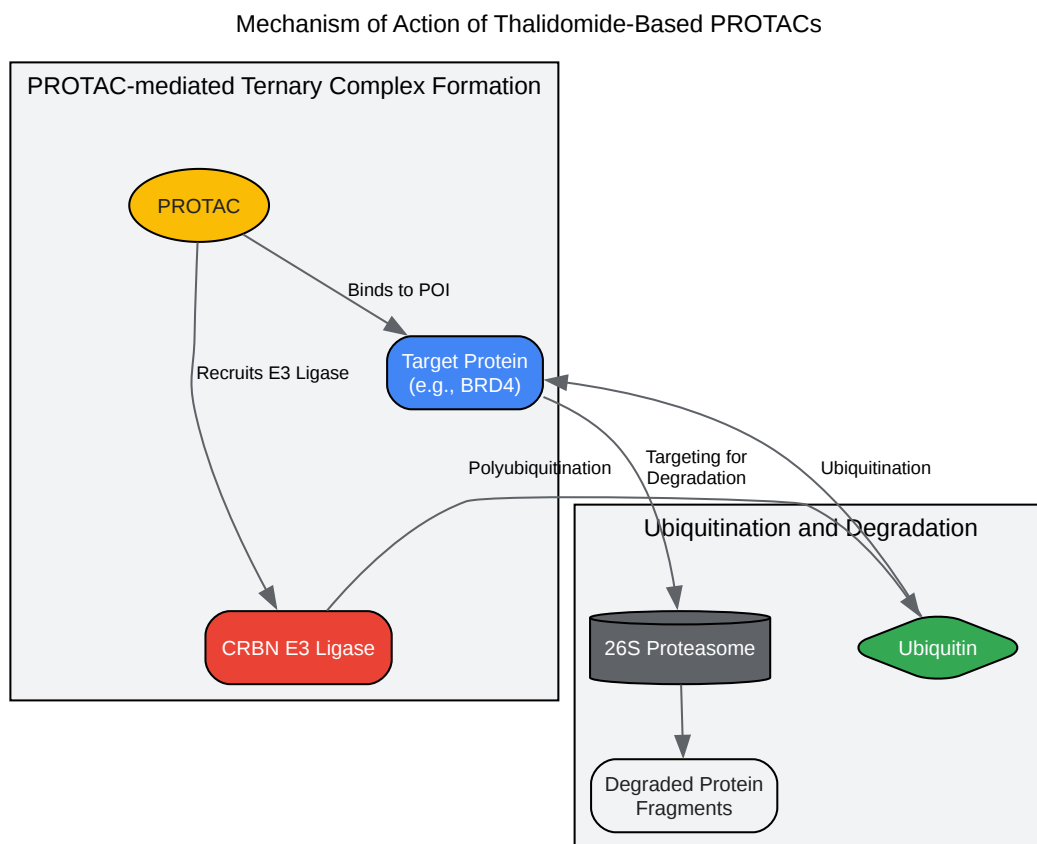 Mechanism of Action of Thalidomide-Based PROTACs
PROTAC-mediated Ternary Complex Formation
PROTAC
Binds to POI
Target Protein
(e.g., BRD4)
Recruits E3 Ligase
Polyubiquitination
Targeting for
Degradation
Ubiquitination
Ubiquitination and Degradation
CRBN E3 Ligase
26S Proteasome
Ubiquitin
Degraded Protein
Fragments